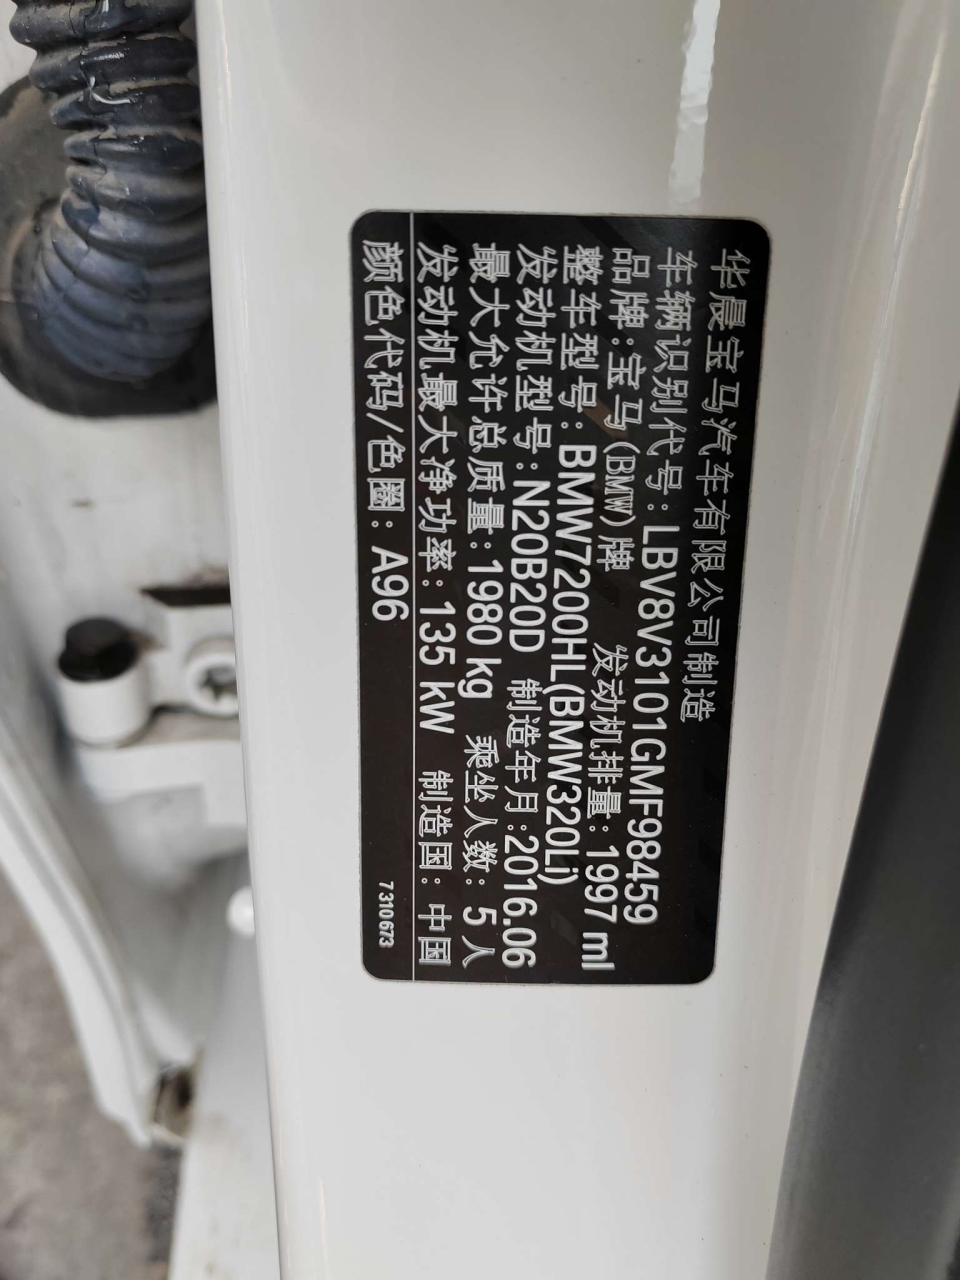 华晨宝马汽车有限公司制造
车辆识别代号：LBV8V3101GMF98459
品牌：宝马（BMW）牌 发动机排量：1997 ml
整车型号：BMW7200HL(BMW320Li)
发动机型号：N20B20D 制造年月：2016.06
最大允许总质量：1980 kg 乘坐人数：5 人
发动机最大净功率：135 kW 制造国：中国
颜色代码/色圈：A96
7310673